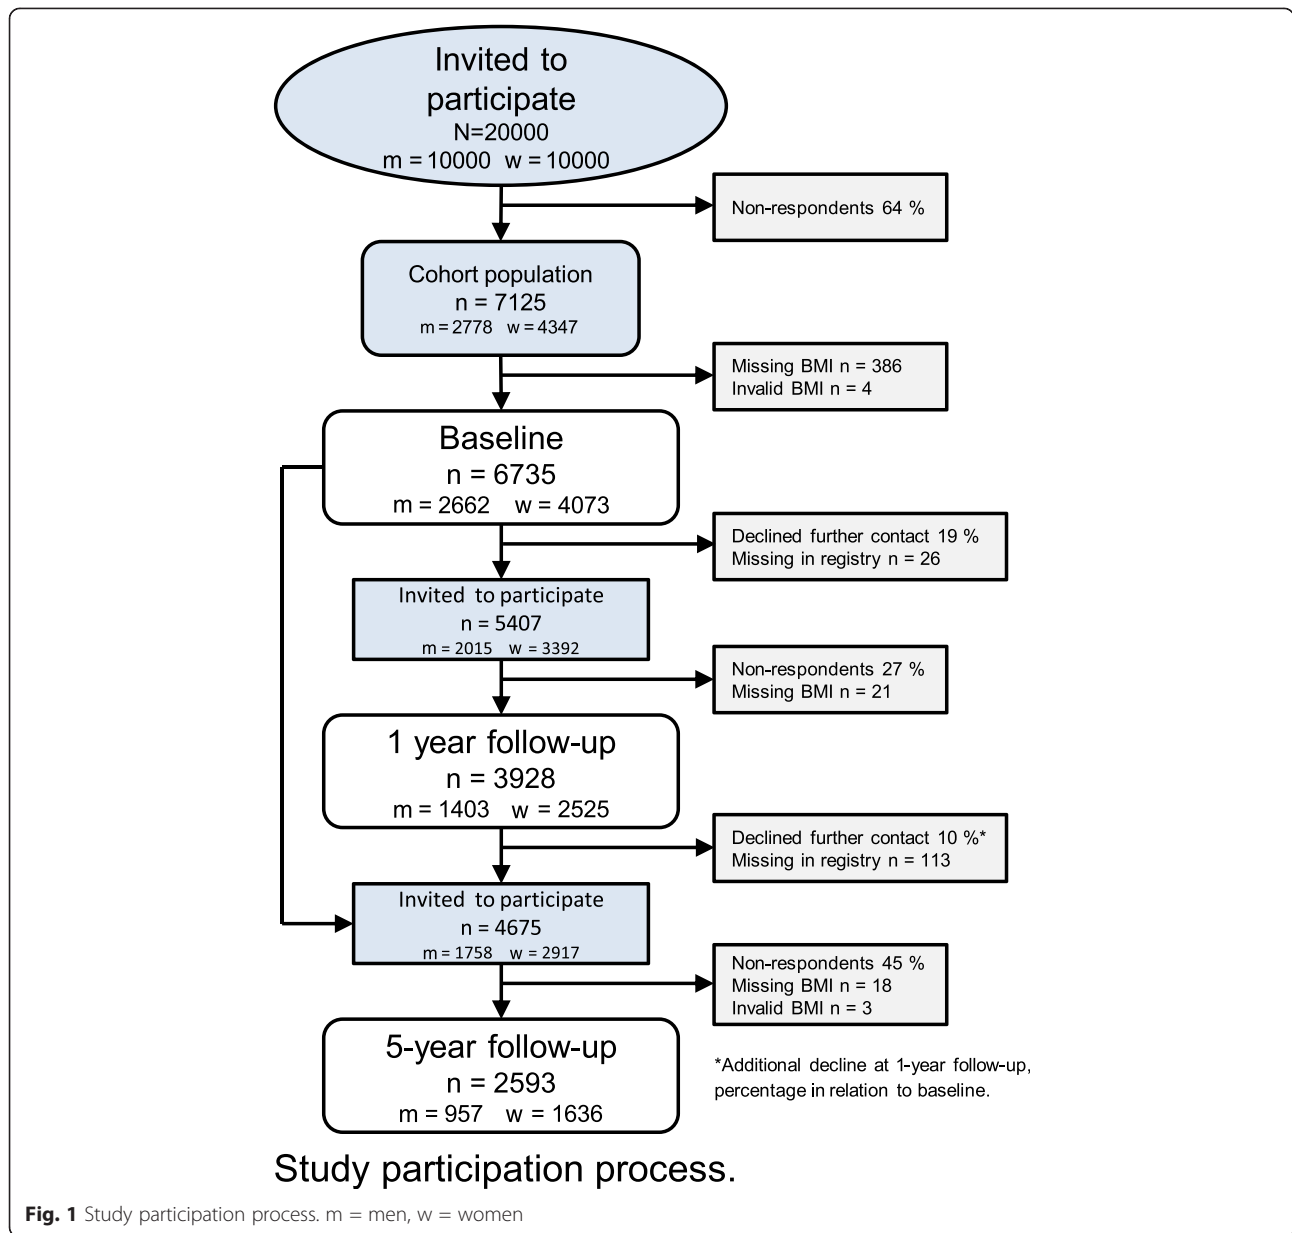 Invited to
participate
N=20000
m = 10000 w = 10000
Non-respondents 64 %
Cohort population
n = 7125
m = 2778 w = 4347
Missing BMI n = 386
Invalid BMI n = 4
Baseline
n = 6735
m = 2662 w = 4073
Declined further contact 19 %
Missing in registry n = 26
Invited to participate
n = 5407
m = 2015 w = 3392
Non-respondents 27 %
Missing BMI n = 21
1 year follow-up
n = 3928
m = 1403 w = 2525
Declined further contact 10 %*
Missing in registry n = 113
Invited to participate
n = 4675
m = 1758 w = 2917
Non-respondents 45 %
Missing BMI n = 18
Invalid BMI n = 3
5-year follow-up
n = 2593
m = 957 w = 1636
*Additional decline at 1-year follow-up,
percentage in relation to baseline.
Study participation process.
Fig. 1 Study participation process. m = men, w = women